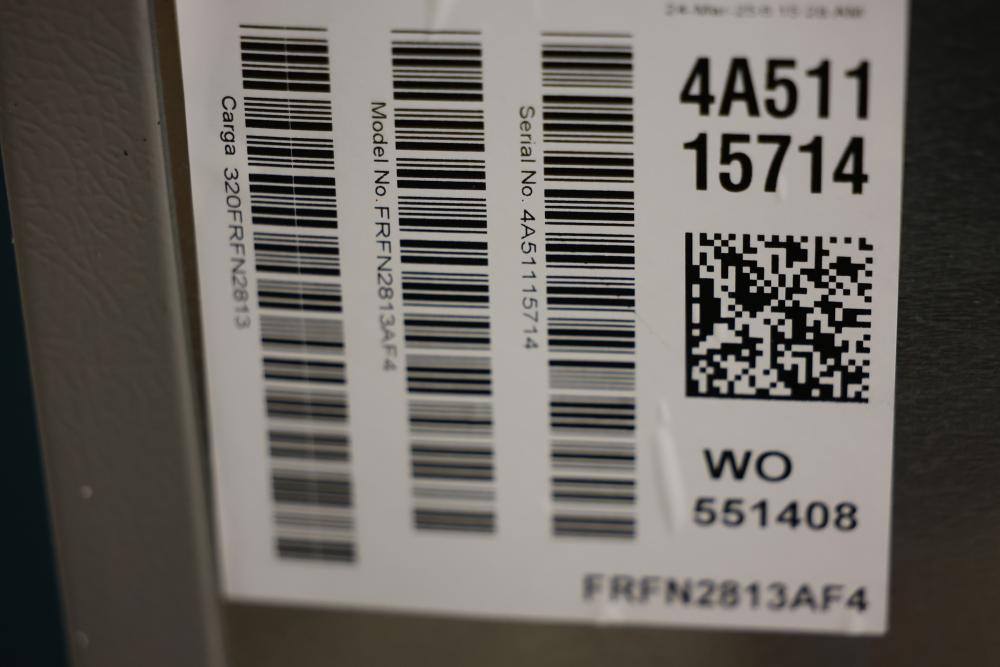 4A511
15714
Carga 320FRFN2813
Model No.FRFN2813AF4
Serial No. 4A51115714
WO
551408
FRFN2813AF4